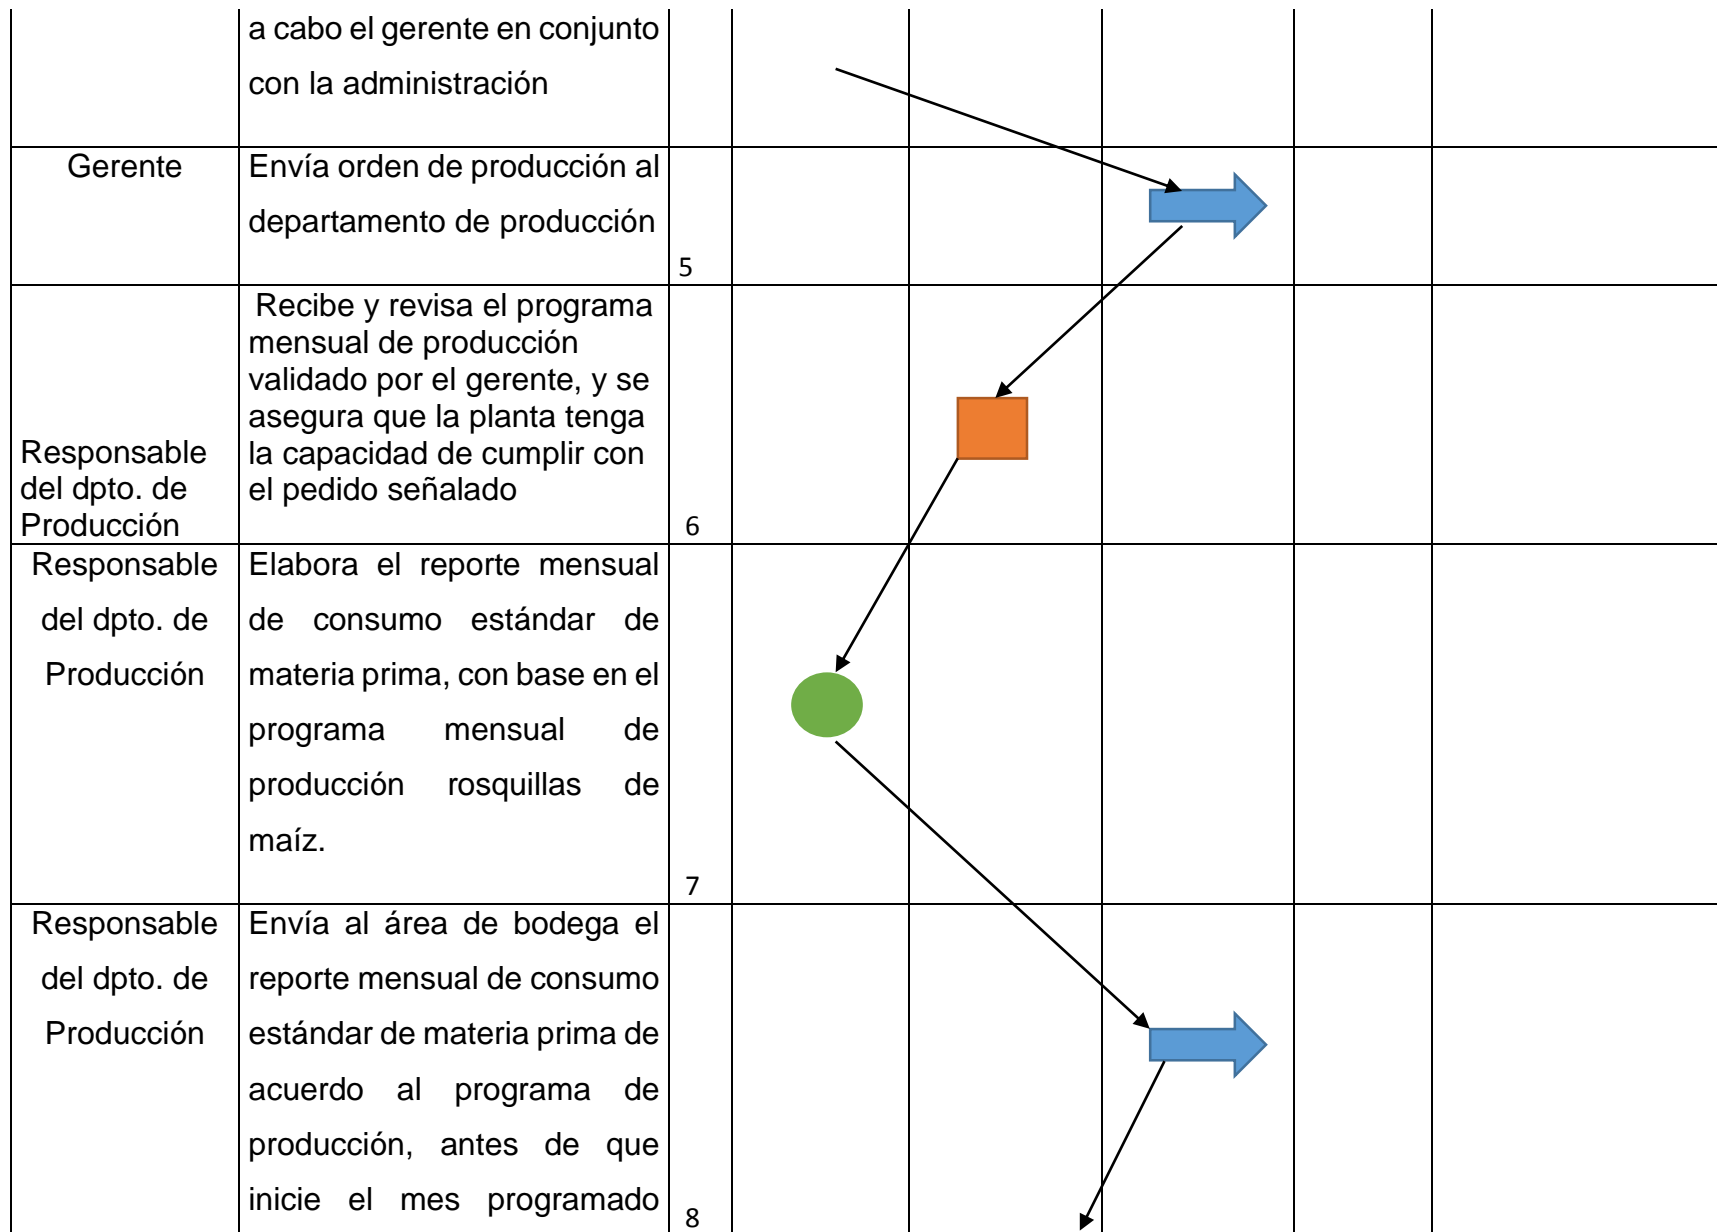 a cabo el gerente en conjunto
con la administración
Gerente
Envía orden de producción al
departamento de producción
5
Responsable
del dpto. de
Producción
Recibe y revisa el programa
mensual de producción
validado por el gerente, y se
asegura que la planta tenga
la capacidad de cumplir con
el pedido señalado
6
Responsable
del dpto. de
Producción
Elabora el reporte mensual
de consumo estándar de
materia prima, con base en el
programa mensual de
producción rosquillas de
maíz.
7
Responsable
del dpto. de
Producción
Envía al área de bodega el
reporte mensual de consumo
estándar de materia prima de
acuerdo al programa de
producción, antes de que
inicie el mes programado
8